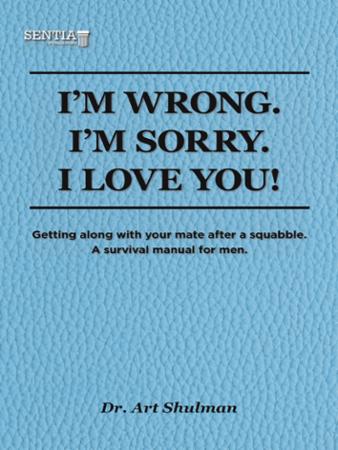 SENTIA
I'M WRONG.
I'M SORRY.
I LOVE YOU!
Getting along with your mate after a squabble.
A survival manual for men.
Dr. Art Shulman